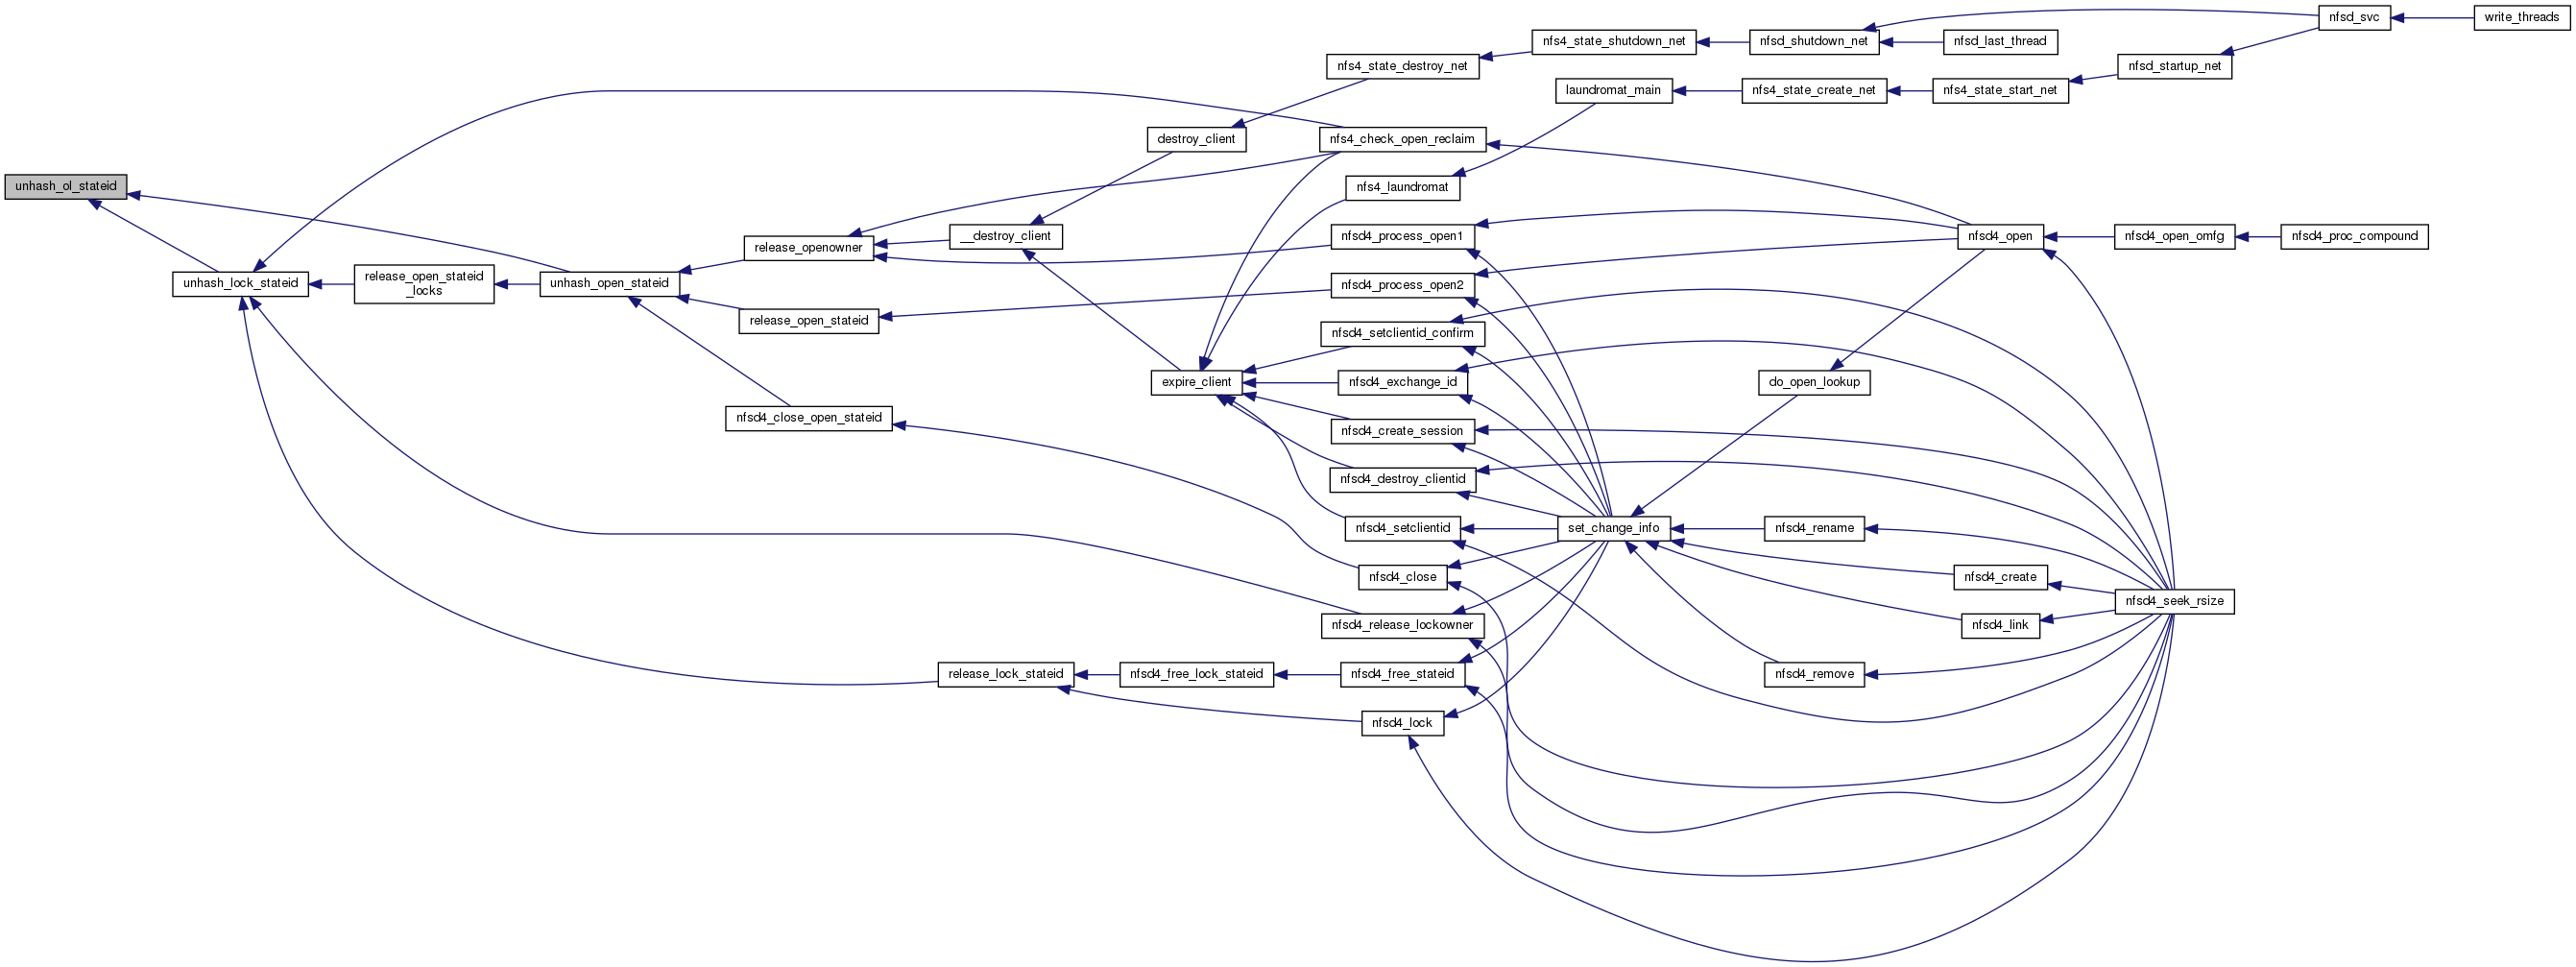 nfsd_svc
write_threads
nfs4_state_shutdown_net
nfsd_shutdown_net
nfsd_last_thread
nfs4_state_destroy_net
nfsd_startup_net
laundromat_main
nfs4_state_create_net
nfs4_state_start_net
destroy_client
nfs4_check_open_reclaim
unhash_ol_stateid
nfs4_laundromat
release_openowner
__destroy_client
nfsd4_process_open1
nfsd4_open
nfsd4_open_omfg
nfsd4_proc_compound
unhash_lock_stateid
release_open_stateid
_locks
unhash_open_stateid
nfsd4_process_open2
release_open_stateid
nfsd4_setclientid_confirm
expire_client
nfsd4_exchange_id
do_open_lookup
nfsd4_close_open_stateid
nfsd4_create_session
nfsd4_destroy_clientid
nfsd4_setclientid
set_change_info
nfsd4_rename
nfsd4_close
nfsd4_create
nfsd4_seek_rsize
nfsd4_release_lockowner
nfsd4_link
release_lock_stateid
nfsd4_free_lock_stateid
nfsd4_free_stateid
nfsd4_remove
nfsd4_lock